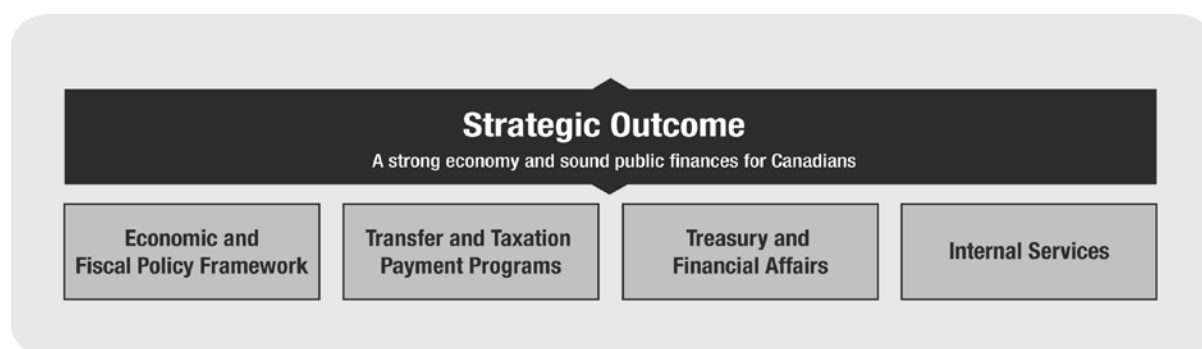 Strategic Outcome
A strong economy and sound public finances for Canadians
Economic and
Fiscal Policy Framework
Transfer and Taxation
Payment Programs
Treasury and
Financial Affairs
Internal Services